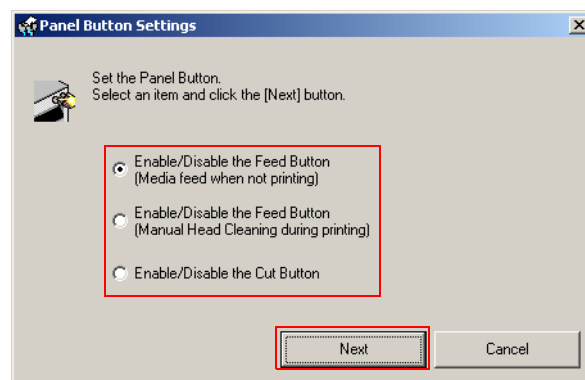 Panel Button Settings
Set the Panel Button.
Select an item and click the [Next] button.
Enable/Disable the Feed Button
(Media feed when not printing)
Enable/Disable the Feed Button
(Manual Head Cleaning during printing)
Enable/Disable the Cut Button
Next
Cancel